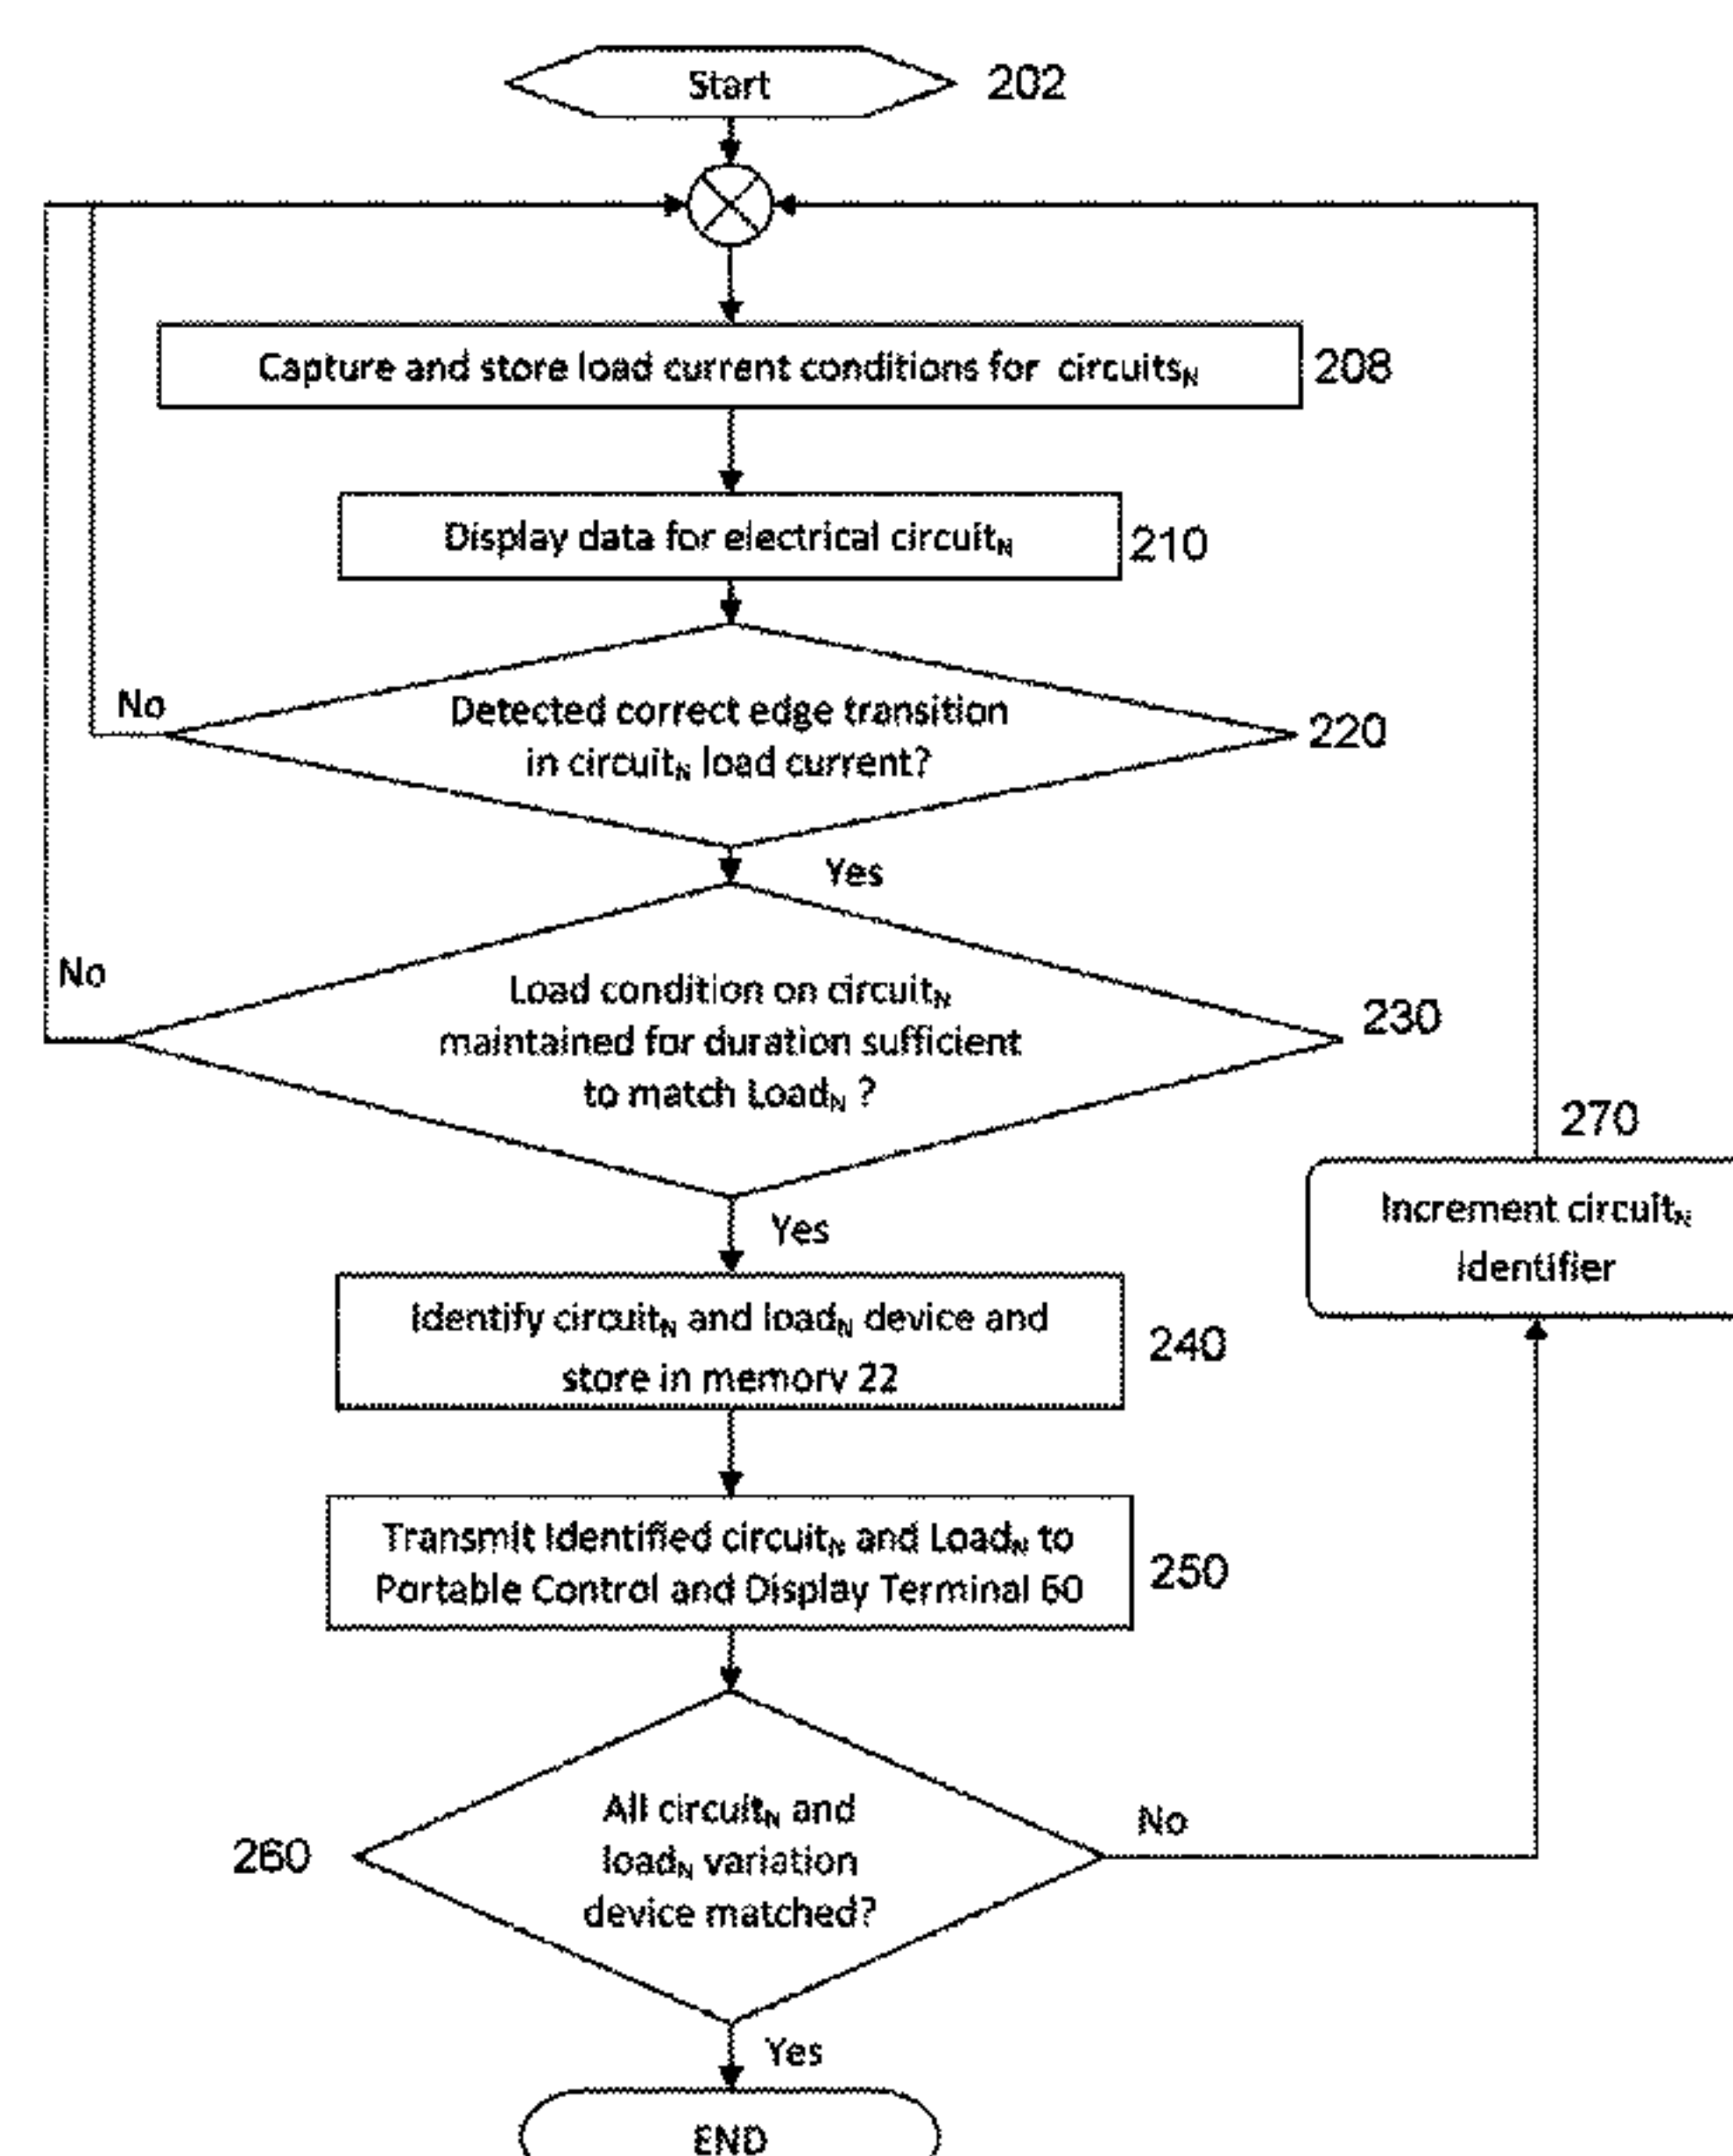 Start
202
Capture and store load current conditions for circuitsN
208
Display data for electrical circuitN
210
No
Detected correct edge transition
in circuitN load current?
220
Yes
No
Load condition on circuitN
maintained for duration sufficient
to match LoadN ?
230
Yes
270
Increment circuitN
Identifier
Identify circuitN and loadN device and
store in memory 22
240
Transmit Identified circuitN and LoadN to
Portable Control and Display Terminal 60
250
All circuitN and
loadN variation
device matched?
260
No
Yes
END